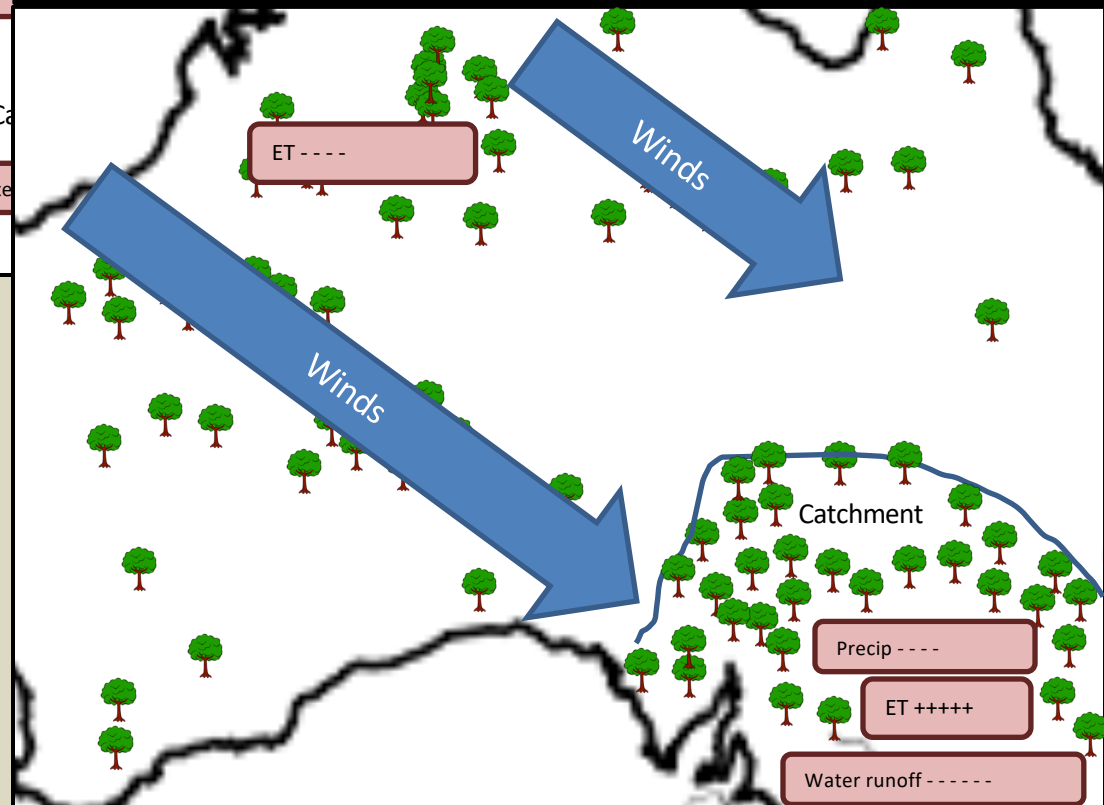 ET - - - -
Winds
Winds
Catchment
Precip - - - -
ET +++++
Water runoff - - - - - -